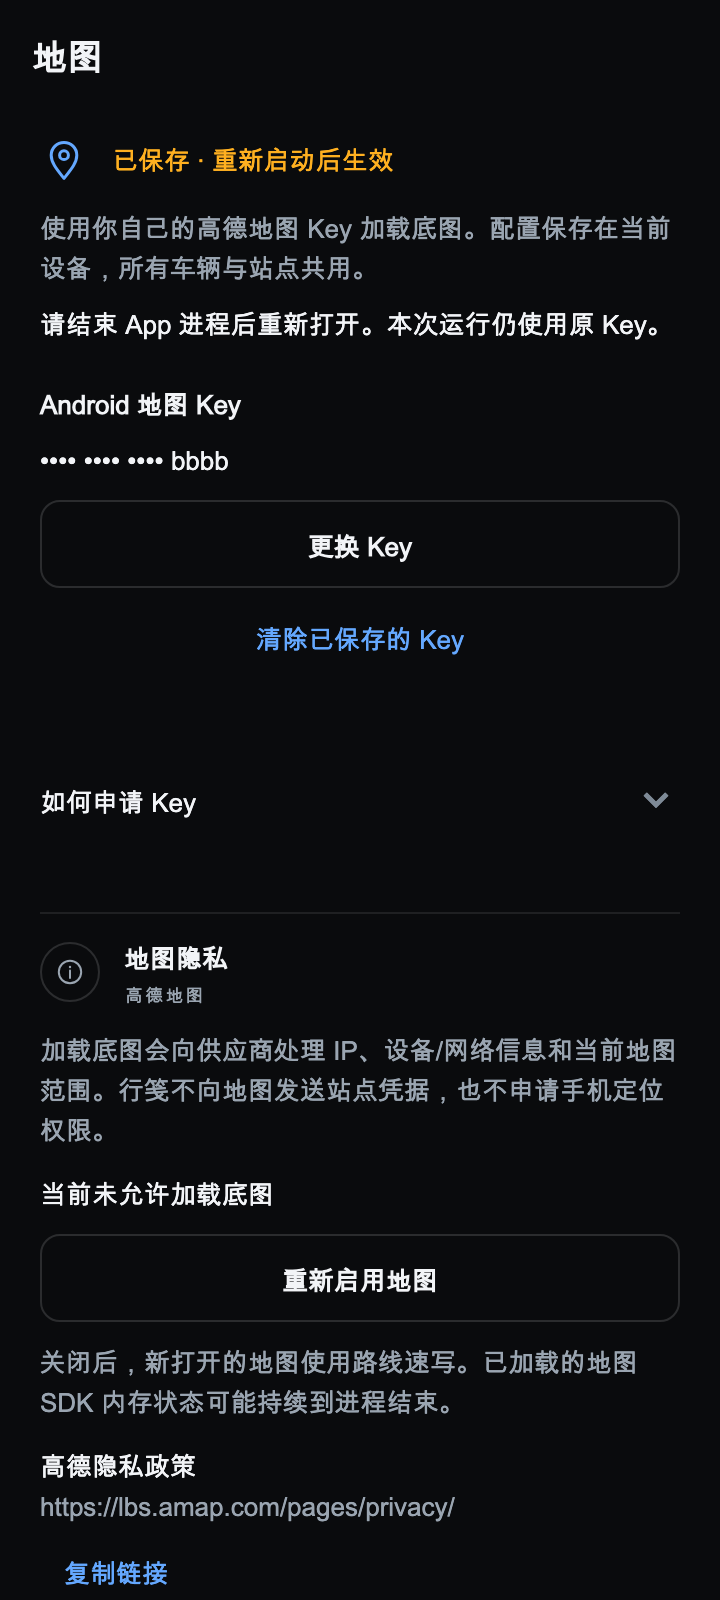 地图
已保存 · 重新启动后生效
使用你自己的高德地图 Key 加载底图。配置保存在当前
设备，所有车辆与站点共用。
请结束 App 进程后重新打开。本次运行仍使用原 Key。
Android 地图 Key
•••• •••• •••• bbbb
更换 Key
清除已保存的 Key
如何申请 Key
地图隐私
高德地图
加载底图会向供应商处理 IP、设备/网络信息和当前地图
范围。行笺不向地图发送站点凭据，也不申请手机定位
权限。
当前未允许加载底图
重新启用地图
关闭后，新打开的地图使用路线速写。已加载的地图
SDK 内存状态可能持续到进程结束。
高德隐私政策
https://lbs.amap.com/pages/privacy/
复制链接